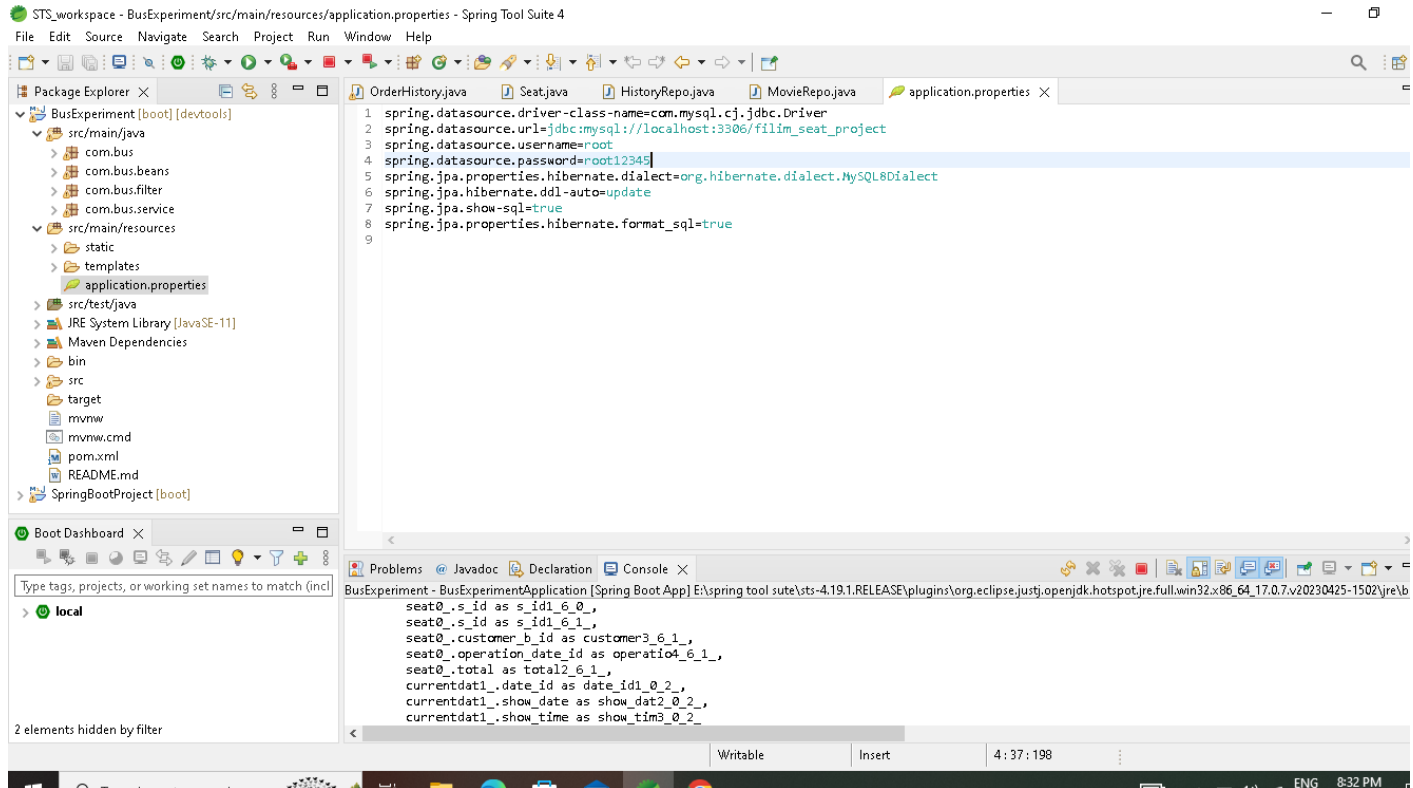 STS_workspace - BusExperiment/src/main/resources/application.properties - Spring Tool Suite 4
File Edit Source Navigate Search Project Run Window Help
Package Explorer
OrderHistory.java Seat.java HistoryRepo.java MovieRepo.java application.properties
BusExperiment [boot] [devtools]
src/main/java
com.bus
com.bus.beans
com.bus.filter
com.bus.service
src/main/resources
static
templates
application.properties
src/test/java
JRE System Library [JavaSE-11]
Maven Dependencies
bin
src
target
mvnw
mvnw.cmd
pom.xml
README.md
SpringBootProject [boot]
1 spring.datasource.driver-class-name=com.mysql.cj.jdbc.Driver
2 spring.datasource.url=jdbc:mysql://localhost:3306/filim_seat_project
3 spring.datasource.username=root
4 spring.datasource.password=root12345
5 spring.jpa.properties.hibernate.dialect=org.hibernate.dialect.MySQL8Dialect
6 spring.jpa.hibernate.ddl-auto=update
7 spring.jpa.show-sql=true
8 spring.jpa.properties.hibernate.format_sql=true
9
Boot Dashboard
Type tags, projects, or working set names to match (incl
local
2 elements hidden by filter
Problems Javadoc Declaration Console
BusExperiment - BusExperimentApplication [Spring Boot App] E:\spring tool sute\sts-4.19.1.RELEASE\plugins\org.eclipse.justj.openjdk.hotspot.jre.full.win32.x86_64_17.0.7.v20230425-1502\jre\b
seat0_.s_id as s_id1_6_0_,
seat0_.s_id as s_id1_6_1_,
seat0_.customer_b_id as customer3_6_1_,
seat0_.operation_date_id as operatio4_6_1_,
seat0_.total as total2_6_1_,
currentdat1_.date_id as date_id1_0_2_,
currentdat1_.show_date as show_dat2_0_2_,
currentdat1_.show_time as show_tim3_0_2_
Writable Insert 4 : 37 : 198
ENG 8:32 PM